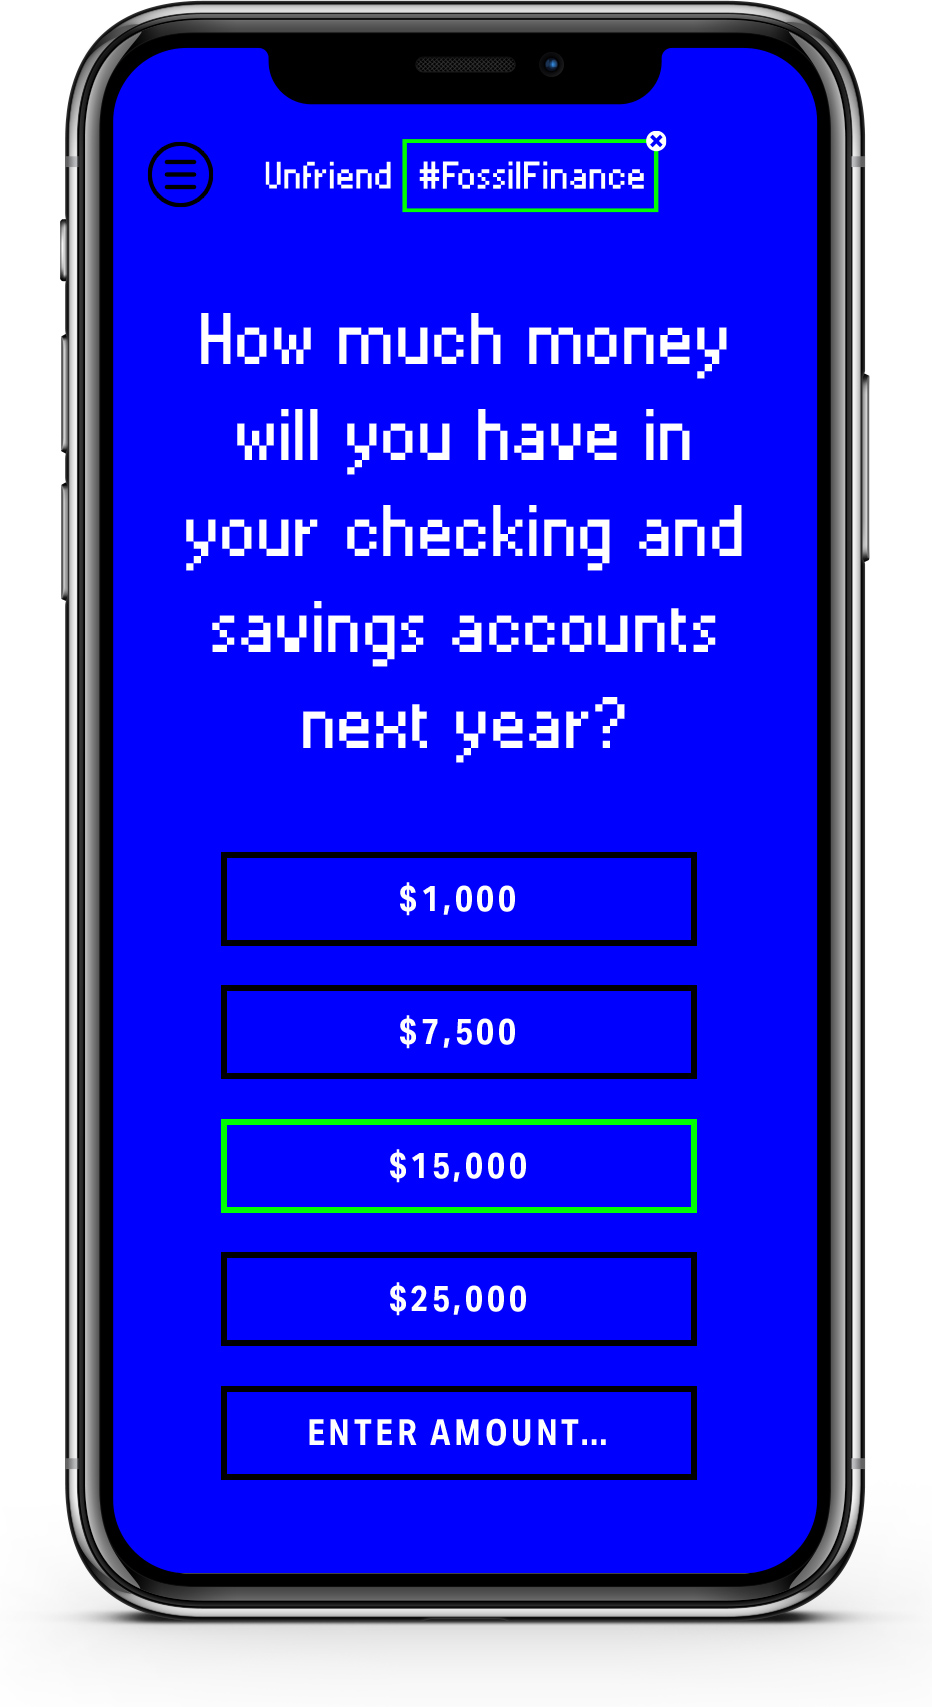 Unfriend #FossilFinance
How much money
will you have in
your checking and
savings accounts
next year?
$1,000
$7,500
$15,000
$25,000
ENTER AMOUNT...